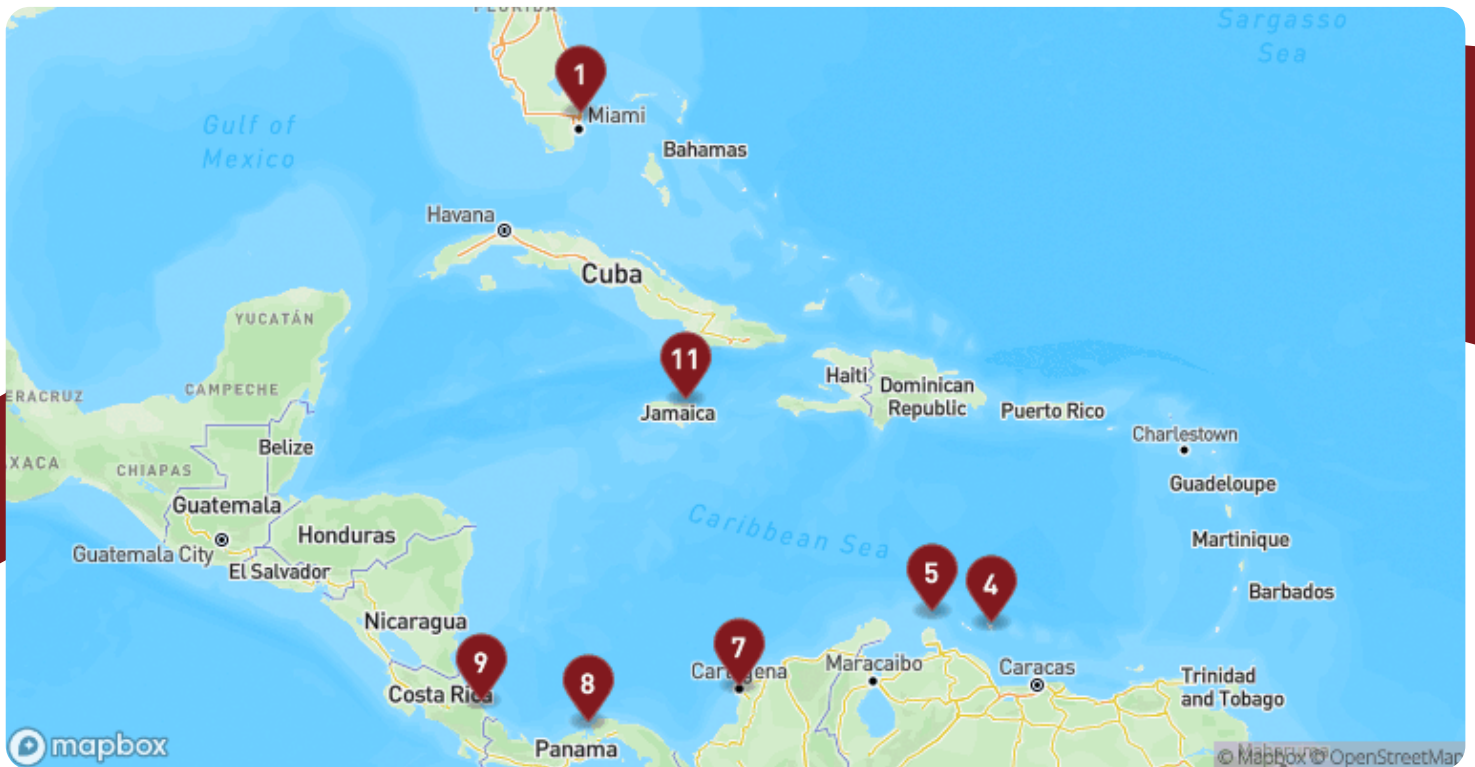 FLORIDA
Sargasso
Sea
1
Miami
Gulf of
Mexico
Bahamas
Havana
Cuba
YUCATÁN
11
Jamaica
Haiti
Dominican
Republic
Puerto Rico
CAMPECHE
ERACRUZ
Charlestown
Belize
XACA
CHIAPAS
Guadeloupe
Guatemala
Honduras
Caribbean Sea
Martinique
Guatemala City
El Salvador
5
4
Barbados
Nicaragua
7
Cartagena
Maracaibo
Caracas
9
8
Costa Rica
Trinidad
and Tobago
Panama
mapbox
© Mapbox © OpenStreetMap